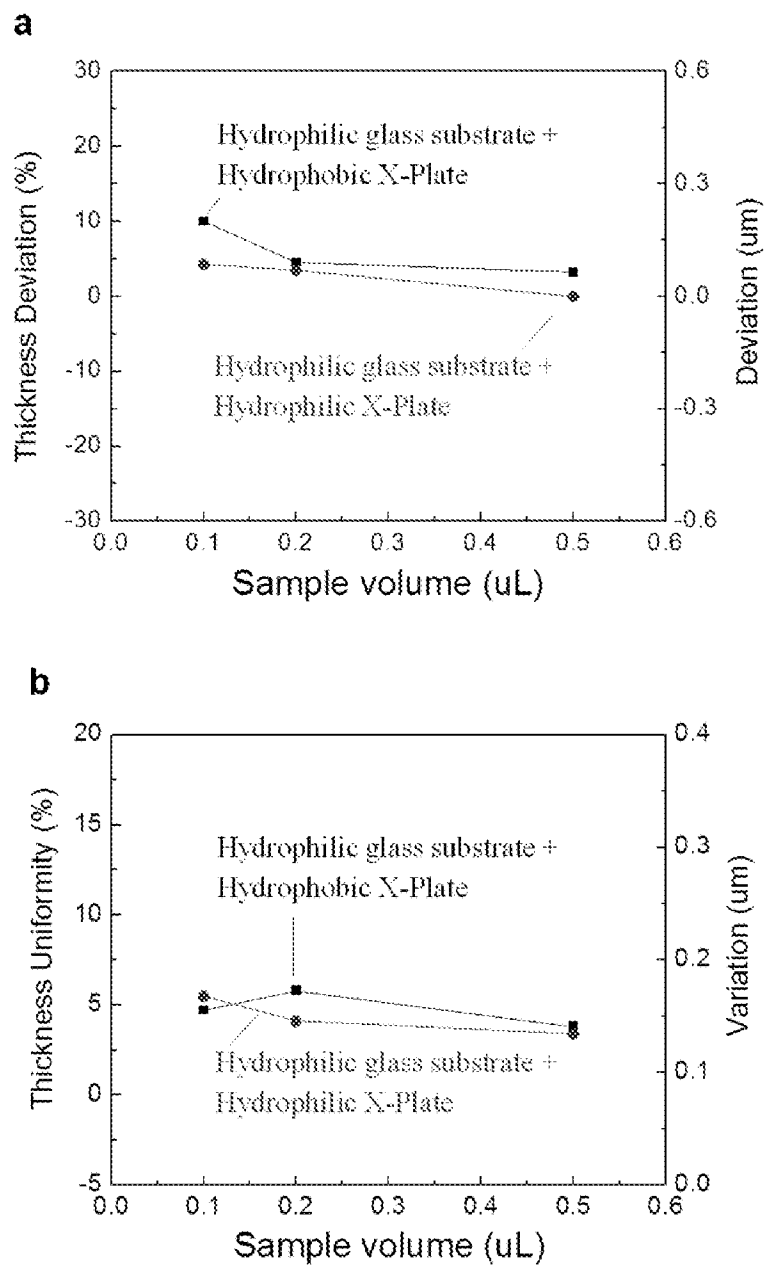 a
30
20
10
0
-10
-20
-30
Thickness Deviation (%)
0.6
0.3
0.0
-0.3
-0.6
Deviation (um)
Hydrophilic glass substrate +
Hydrophobic X-Plate
Hydrophilic glass substrate +
Hydrophilic X-Plate
0.0 0.1 0.2 0.3 0.4 0.5 0.6
Sample volume (uL)
b
20
15
10
5
0
-5
Thickness Uniformity (%)
0.4
0.3
0.2
0.1
0.0
Variation (um)
Hydrophilic glass substrate +
Hydrophobic X-Plate
Hydrophilic glass substrate +
Hydrophilic X-Plate
0.0 0.1 0.2 0.3 0.4 0.5 0.6
Sample volume (uL)